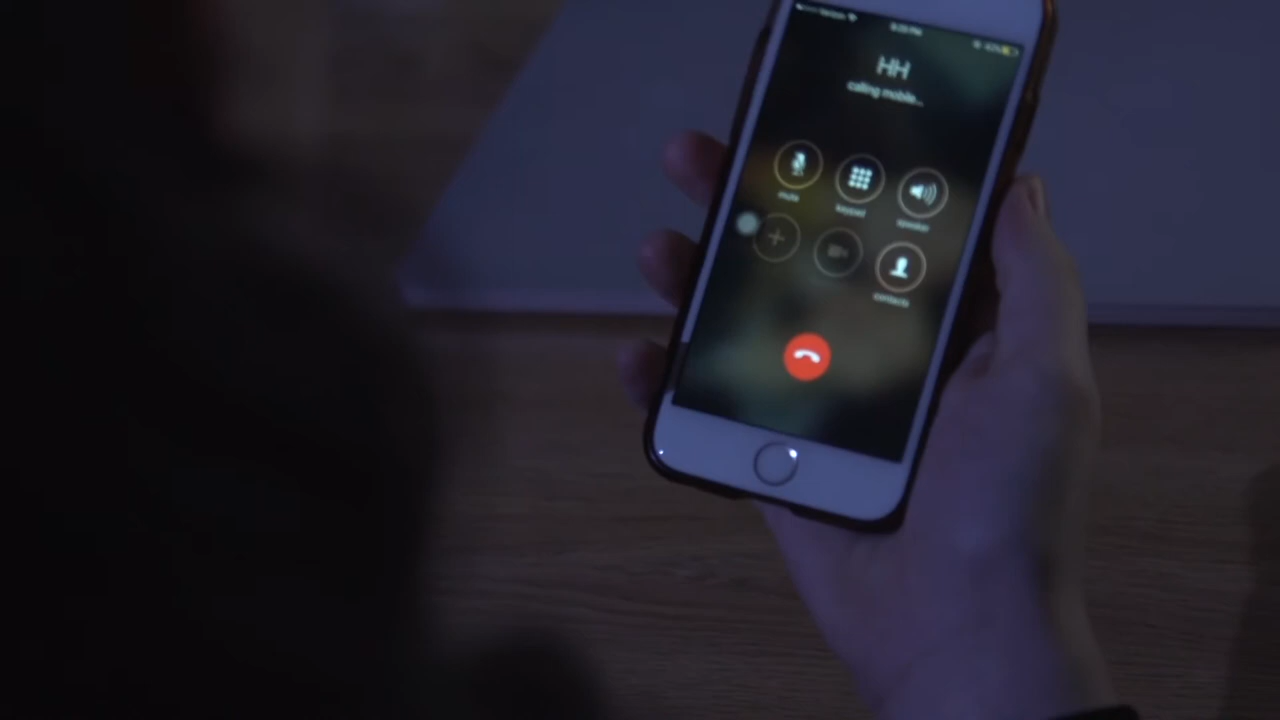 HH
calling mobile...
mute
keypad
speaker
contacts